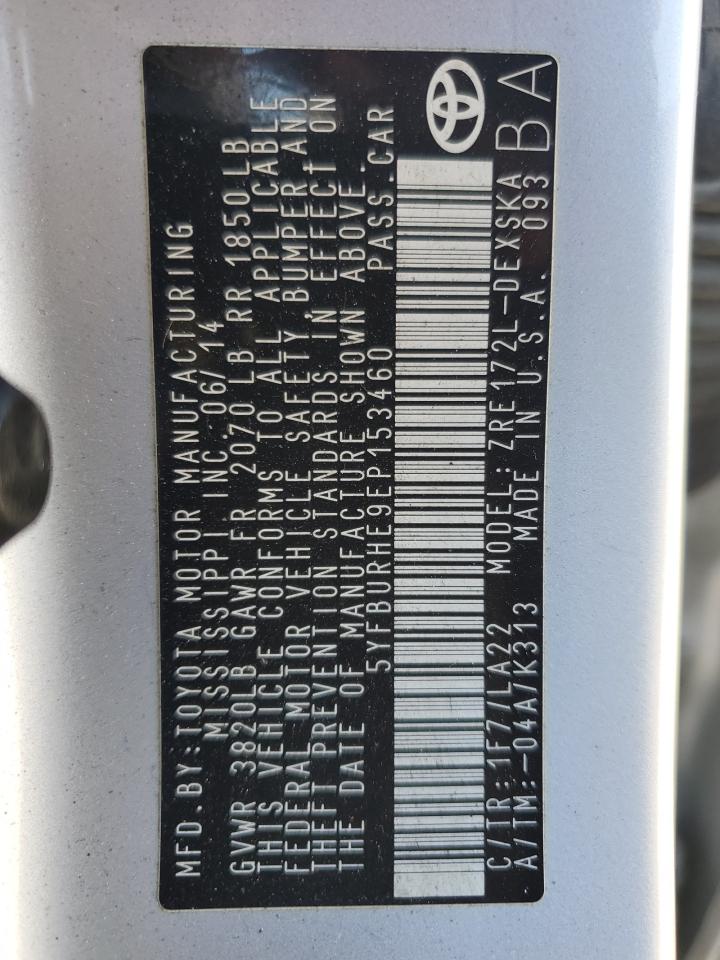 MFD.BY:TOYOTA MOTOR MANUFACTURING
MISSISSIPPI INC. 06/14
GVWR 3820LB GAWR FR 2070 LB RR 1850 LB
THIS VEHICLE CONFORMS TO ALL APPLICABLE
FEDERAL MOTOR VEHICLE SAFETY, BUMPER AND
THEFT PREVENTION STANDARDS IN EFFECT ON
THE DATE OF MANUFACTURE SHOWN ABOVE.
5YFBURHE9EP153460 PASS.CAR
C/TR:1F7/LA22 MODEL:ZRE172L-DEXSKA
A/TM:-04A/K313 MADE IN U.S.A. 093
BA